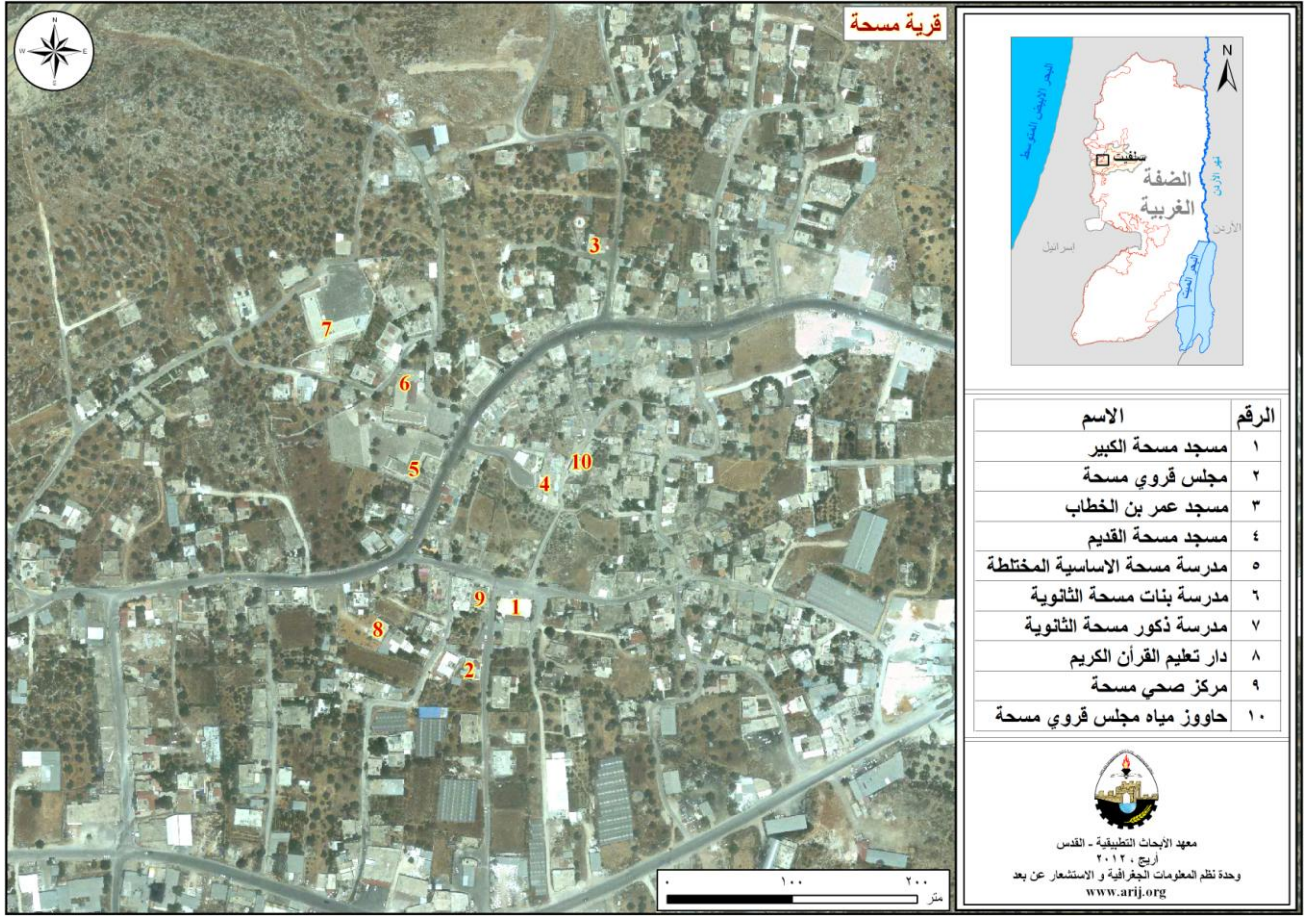 قرية مسحة
N
E
E
W
3
7
6
5
10
4
9
1
8
2
٠ ١٠٠ ٢٠٠
متر
N
البحر الابيض المتوسط
سلفيت
الضفة
الغربية
نهر الأردن
الأردن
إسرائيل
البحر الميت
الرقم الاسم
١ مسجد مسحة الكبير
٢ مجلس قروي مسحة
٣ مسجد عمر بن الخطاب
٤ مسجد مسحة القديم
٥ مدرسة مسحة الاساسية المختلطة
٦ مدرسة بنات مسحة الثانوية
٧ مدرسة ذكور مسحة الثانوية
٨ دار تعليم القرأن الكريم
٩ مركز صحي مسحة
١٠ حاووز مياه مجلس قروي مسحة
معهد الأبحاث التطبيقية - القدس
أريج ، ٢٠١٢
وحدة نظم المعلومات الجغرافية و الاستشعار عن بعد
www.arij.org